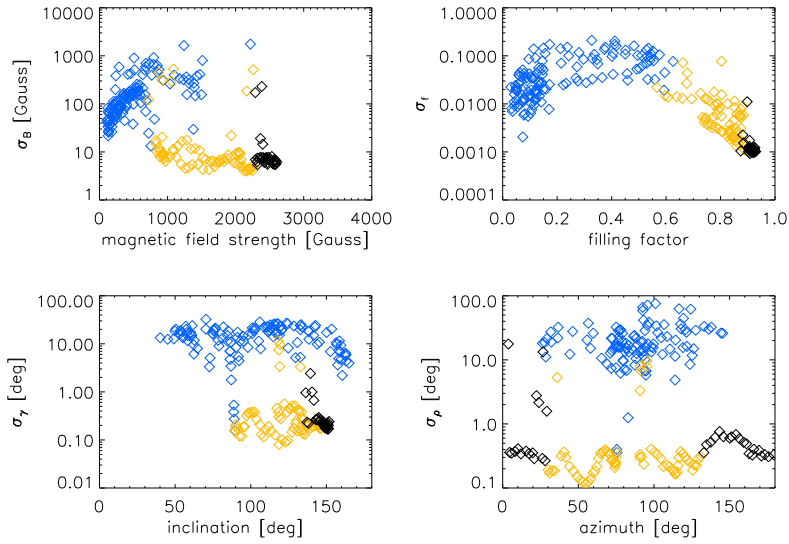 10000
1000
100
10
1
σB [Gauss]
0 1000 2000 3000 4000
magnetic field strength [Gauss]
0.1000
0.0100
0.0010
0.0001
σf
0.0 0.2 0.4 0.6 0.8 1.0
filling factor
100.00
10.00
1.00
0.10
0.01
σγ [deg]
0 50 100 150
inclination [deg]
100.0
10.0
1.0
0.1
σρ [deg]
0 50 100 150
azimuth [deg]